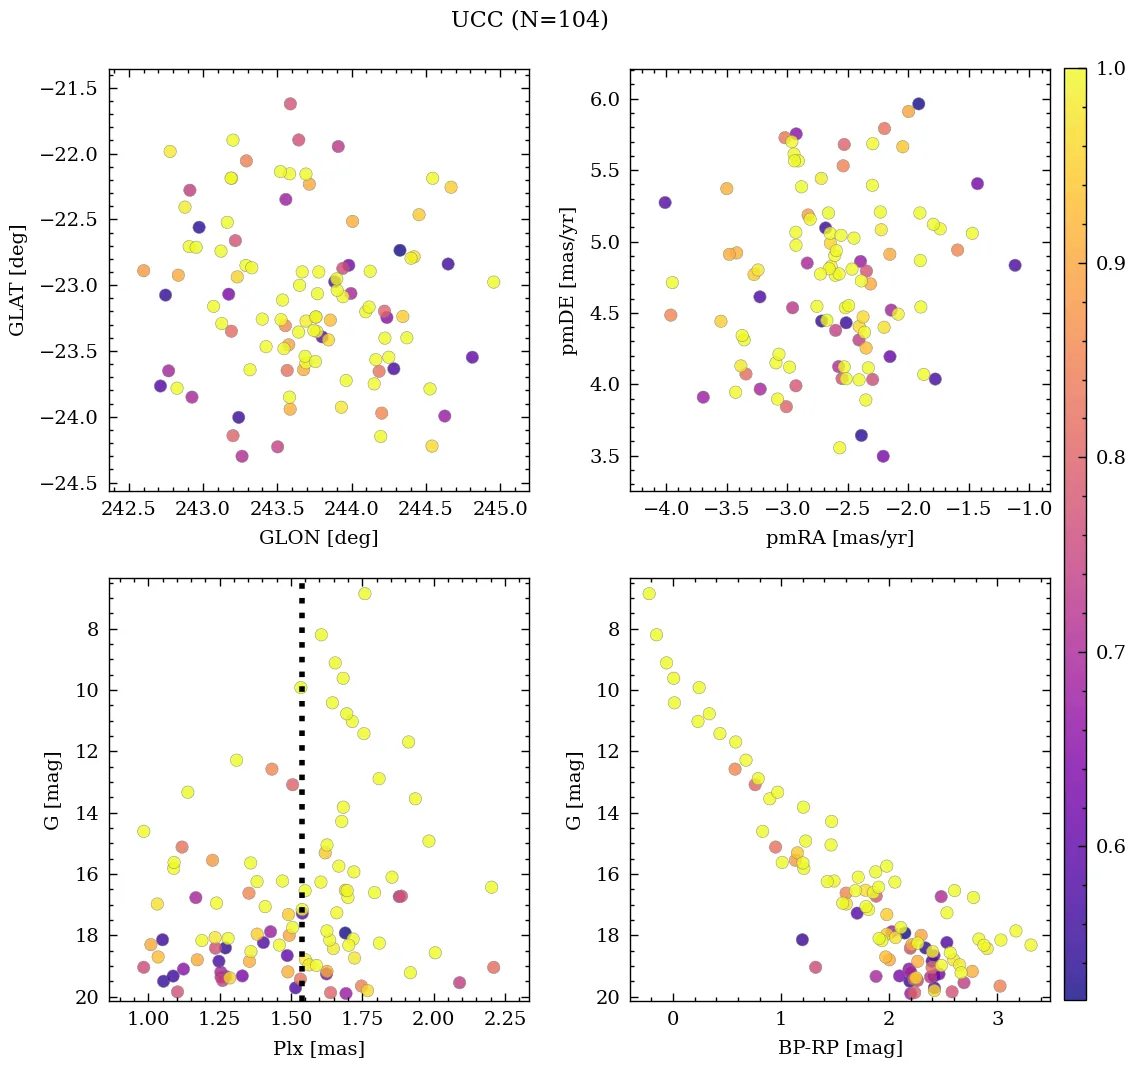 UCC (N=104)
−21.5
−22.0
−22.5
−23.0
−23.5
−24.0
−24.5
GLAT [deg]
242.5 243.0 243.5 244.0 244.5 245.0
GLON [deg]
6.0
5.5
5.0
4.5
4.0
3.5
pmDE [mas/yr]
−4.0 −3.5 −3.0 −2.5 −2.0 −1.5 −1.0
pmRA [mas/yr]
1.0
0.9
0.8
0.7
0.6
8
10
12
14
16
18
20
G [mag]
1.00 1.25 1.50 1.75 2.00 2.25
Plx [mas]
8
10
12
14
16
18
20
G [mag]
0 1 2 3
BP-RP [mag]